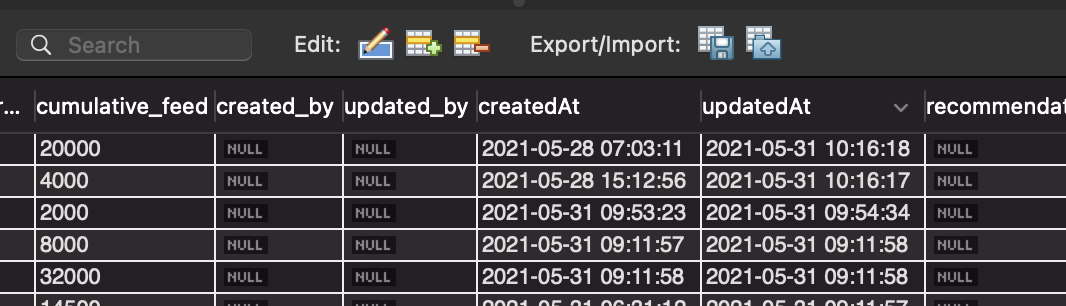 Search Edit: Export/Import:
r... cumulative_feed created_by updated_by createdAt updatedAt recommendat
20000 NULL NULL 2021-05-28 07:03:11 2021-05-31 10:16:18 NULL
4000 NULL NULL 2021-05-28 15:12:56 2021-05-31 10:16:17 NULL
2000 NULL NULL 2021-05-31 09:53:23 2021-05-31 09:54:34 NULL
8000 NULL NULL 2021-05-31 09:11:57 2021-05-31 09:11:58 NULL
32000 NULL NULL 2021-05-31 09:11:58 2021-05-31 09:11:58 NULL